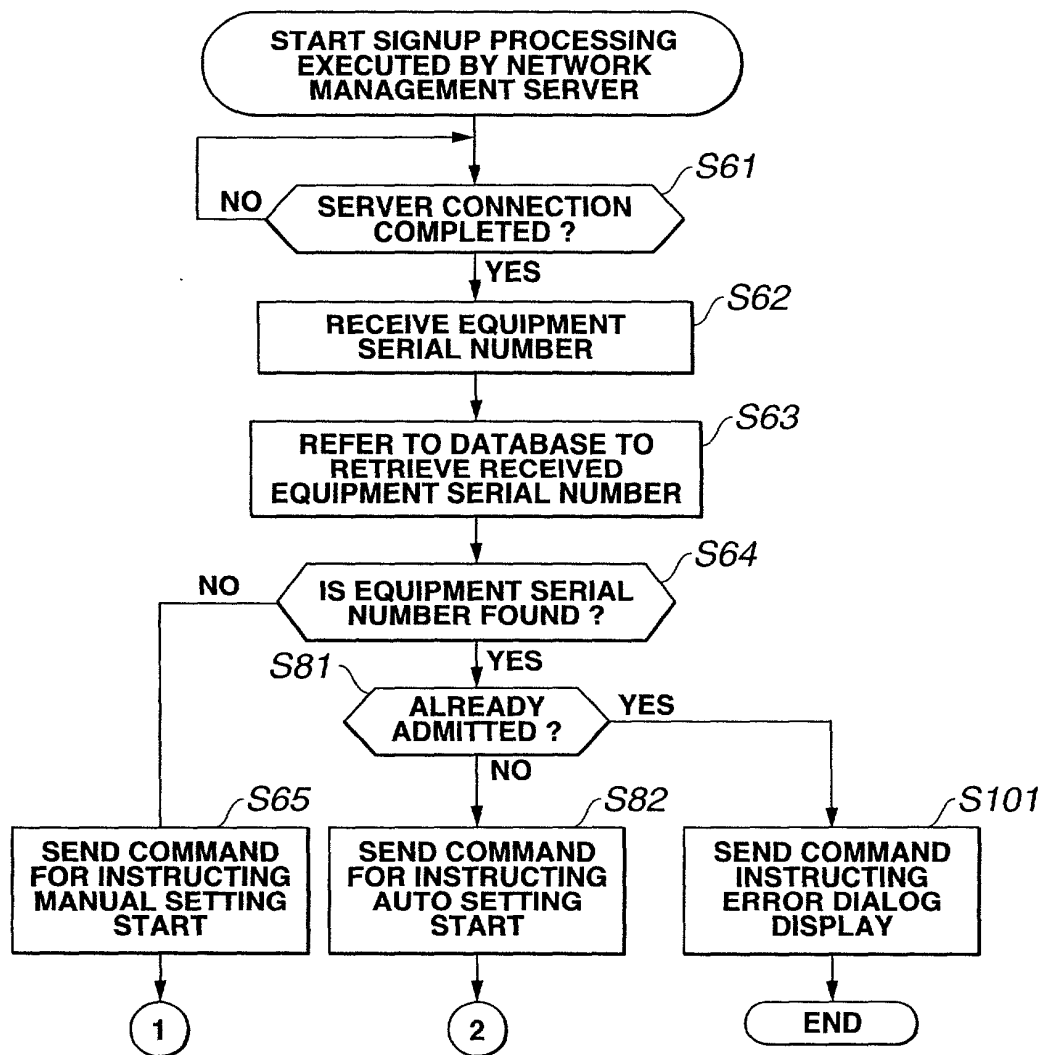 START SIGNUP PROCESSING
EXECUTED BY NETWORK
MANAGEMENT SERVER
S61
NO
SERVER CONNECTION
COMPLETED ?
YES
S62
RECEIVE EQUIPMENT
SERIAL NUMBER
S63
REFER TO DATABASE TO
RETRIEVE RECEIVED
EQUIPMENT SERIAL NUMBER
S64
NO
IS EQUIPMENT SERIAL
NUMBER FOUND ?
YES
S81
ALREADY
ADMITTED ?
YES
NO
S65
SEND COMMAND
FOR INSTRUCTING
MANUAL SETTING
START
S82
SEND COMMAND
FOR INSTRUCTING
AUTO SETTING
START
S101
SEND COMMAND
INSTRUCTING
ERROR DIALOG
DISPLAY
1
2
END